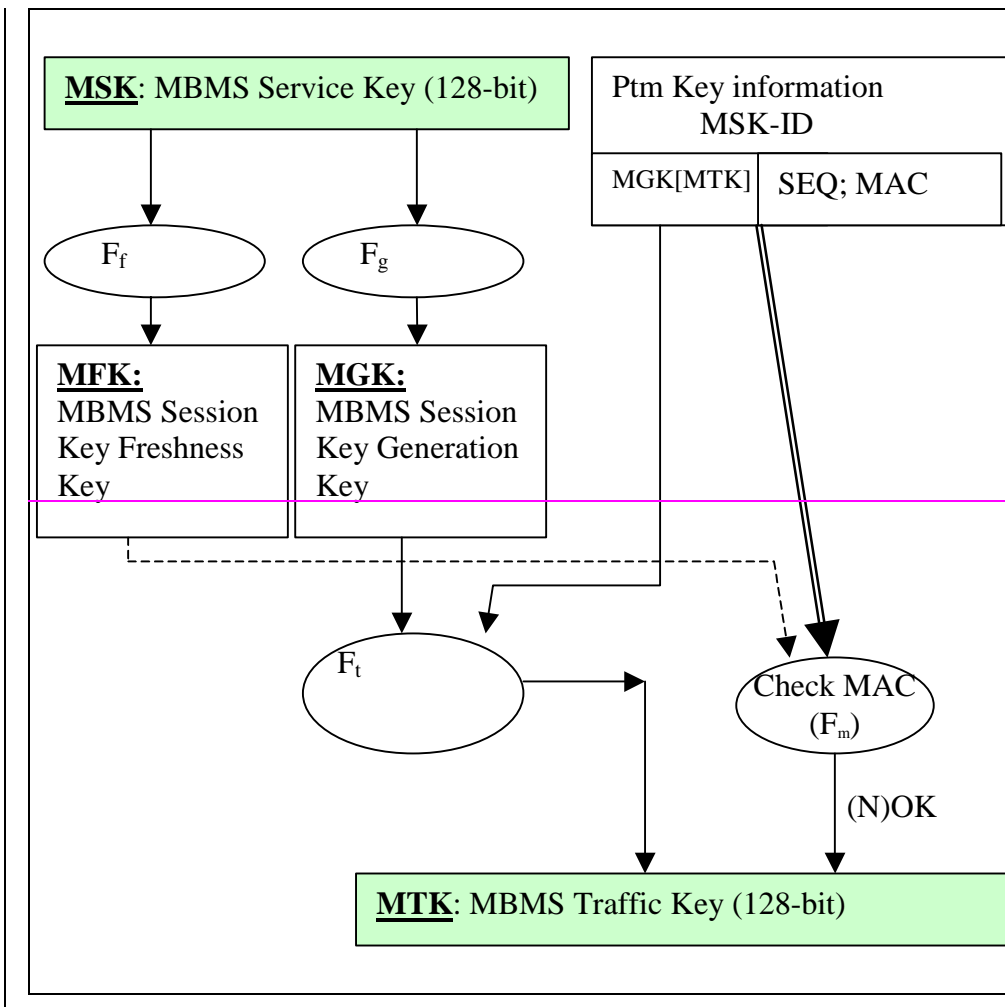 MSK: MBMS Service Key (128-bit)
Ptm Key information
MSK-ID
MGK[MTK]
SEQ; MAC
Ff
Fg
MFK:
MBMS Session
Key Freshness
Key
MGK:
MBMS Session
Key Generation
Key
Ft
Check MAC
(Fm)
(N)OK
MTK: MBMS Traffic Key (128-bit)